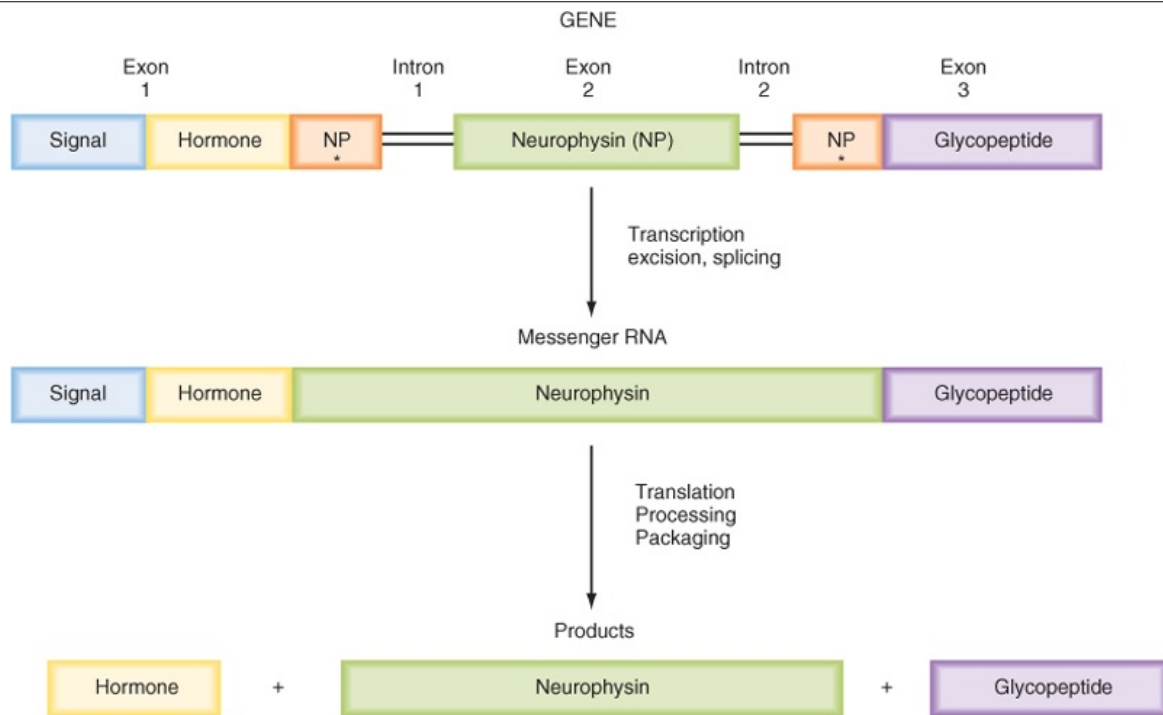 GENE
Exon
1
Intron
1
Exon
2
Intron
2
Exon
3
Signal
Hormone
NP
*
Neurophysin (NP)
NP
*
Glycopeptide
Transcription
excision, splicing
Messenger RNA
Signal
Hormone
Neurophysin
Glycopeptide
Translation
Processing
Packaging
Products
Hormone
+
Neurophysin
+
Glycopeptide